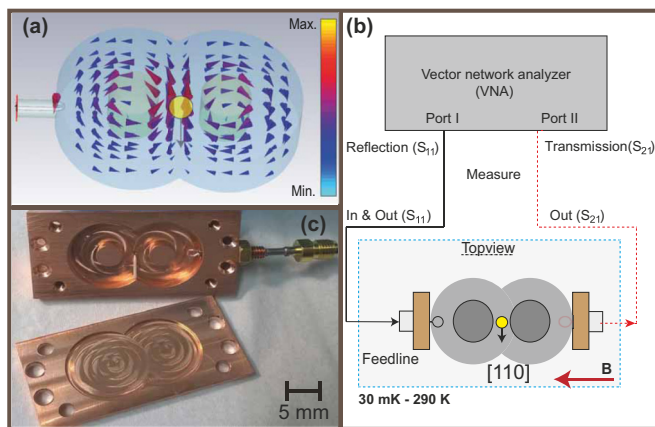 (a)
Max.
Min.
(b)
Vector network analyzer
(VNA)
Port I
Port II
Reflection (S11)
Transmission(S21)
Measure
In & Out (S11)
Out (S21)
Topview
Feedline
[110]
B
30 mK - 290 K
(c)
5 mm